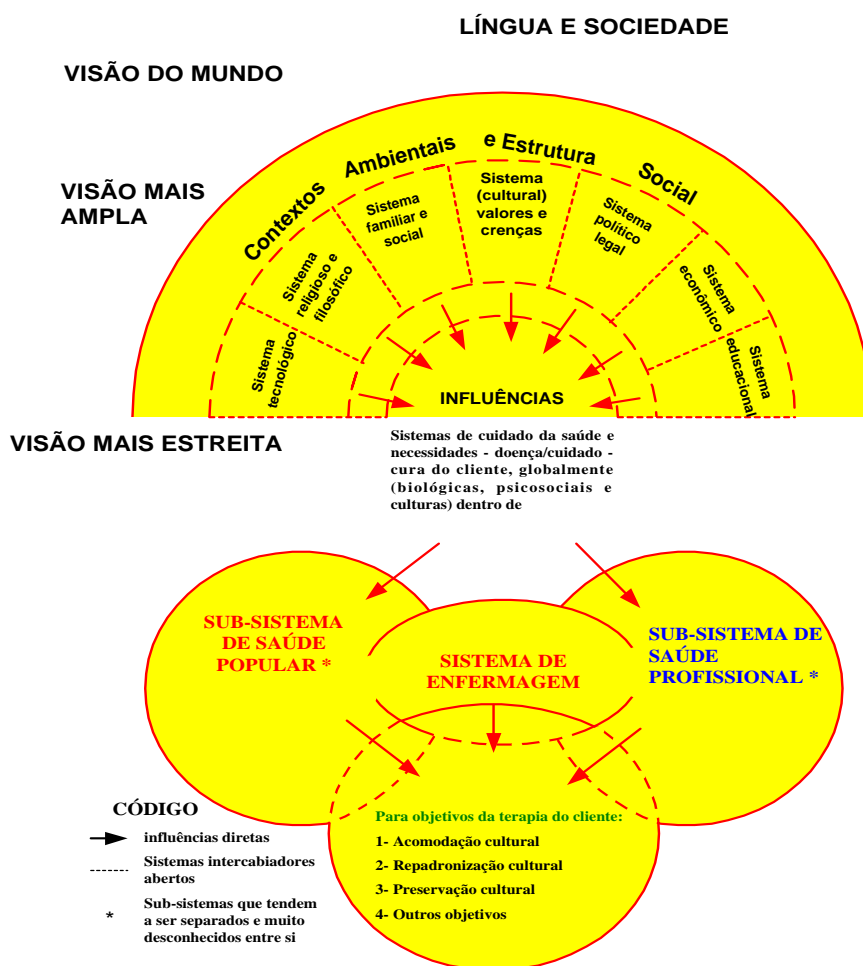 LÍNGUA E SOCIEDADE
VISÃO DO MUNDO
VISÃO MAIS
AMPLA
Contextos Ambientais e Estrutura Social
Sistema
tecnológico
Sistema
religioso e
filosófico
Sistema
familiar e
social
Sistema
(cultural)
valores e
crenças
Sistema
político
legal
Sistema
econômico
Sistema
educacional
INFLUÊNCIAS
VISÃO MAIS ESTREITA
Sistemas de cuidado da saúde e
necessidades - doença/cuidado -
cura do cliente, globalmente
(biológicas, psicosociais e
culturas) dentro de
SUB-SISTEMA
DE SAÚDE
POPULAR *
SISTEMA DE
ENFERMAGEM
SUB-SISTEMA DE
SAÚDE
PROFISSIONAL *
Para objetivos da terapia do cliente:
1- Acomodação cultural
2- Repadronização cultural
3- Preservação cultural
4- Outros objetivos
CÓDIGO
influências diretas
Sistemas intercabiadores
abertos
* Sub-sistemas que tendem
a ser separados e muito
desconhecidos entre si